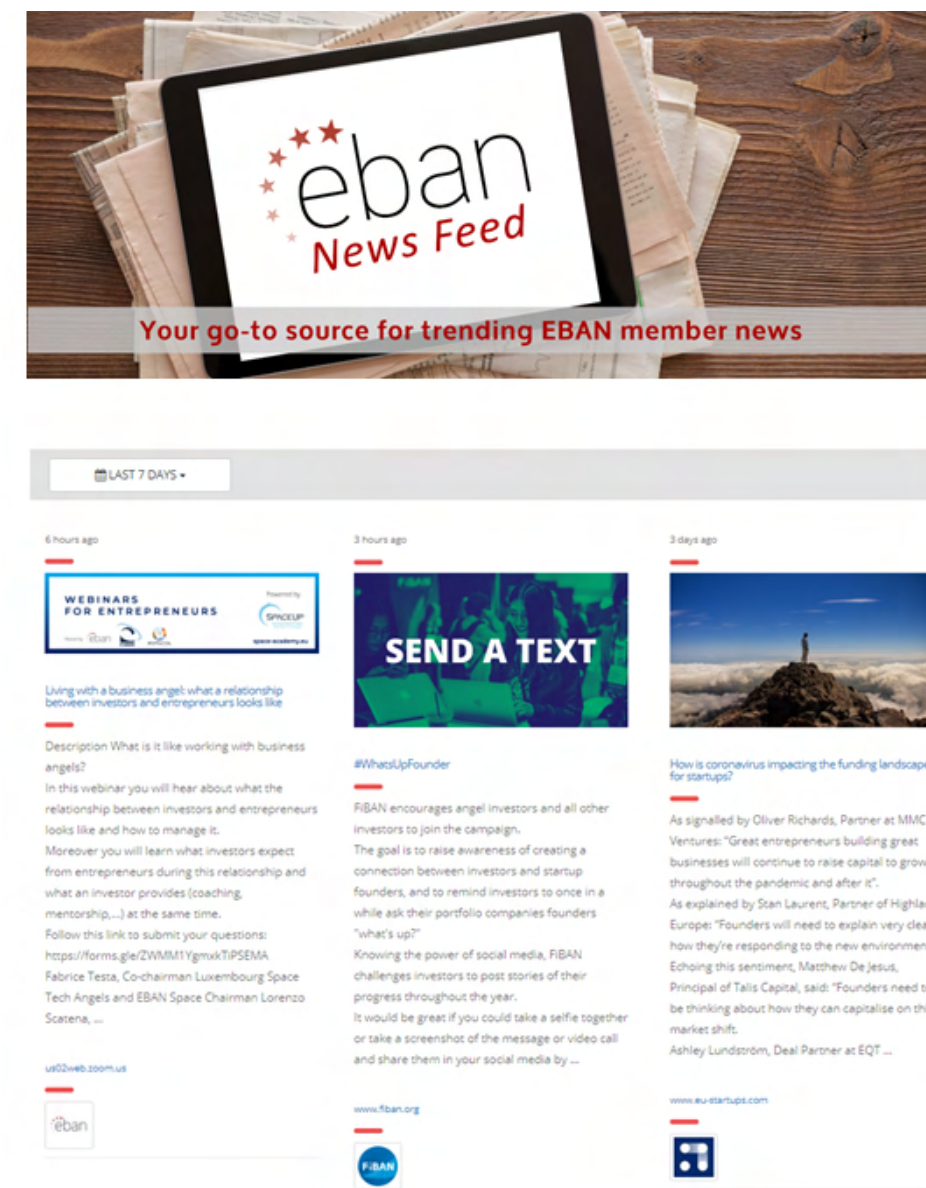 eban
News Feed
Your go-to source for trending EBAN member news
LAST 7 DAYS
6 hours ago
WEBINARS
FOR ENTREPRENEURS
Powered by
SPACEUP
eban
space-academy.eu
Living with a business angel: what a relationship
between investors and entrepreneurs looks like
Description What is it like working with business
angels?
In this webinar you will hear about what the
relationship between investors and entrepreneurs
looks like and how to manage it.
Moreover you will learn what investors expect
from entrepreneurs during this relationship and
what an investor provides (coaching,
mentorship,...) at the same time.
Follow this link to submit your questions:
https://forms.gle/ZWMM1YgmxkTiPSEMA
Fabrice Testa, Co-chairman Luxembourg Space
Tech Angels and EBAN Space Chairman Lorenzo
Scatena, ...
us02web.zoom.us
eban
3 hours ago
SEND A TEXT
#WhatsUpFounder
FiBAN encourages angel investors and all other
investors to join the campaign.
The goal is to raise awareness of creating a
connection between investors and startup
founders, and to remind investors to once in a
while ask their portfolio companies founders
"what's up?"
Knowing the power of social media, FiBAN
challenges investors to post stories of their
progress throughout the year.
It would be great if you could take a selfie together
or take a screenshot of the message or video call
and share them in your social media by ...
www.fiban.org
FiBAN
3 days ago
How is coronavirus impacting the funding landscape
for startups?
As signalled by Oliver Richards, Partner at MMC
Ventures: "Great entrepreneurs building great
businesses will continue to raise capital to grow
throughout the pandemic and after it".
As explained by Stan Laurent, Partner of Highla
Europe: "Founders will need to explain very clea
how they're responding to the new environmen
Echoing this sentiment, Matthew De Jesus,
Principal of Talis Capital, said: "Founders need t
be thinking about how they can capitalise on th
market shift.
Ashley Lundström, Deal Partner at EQT ...
www.eu-startups.com